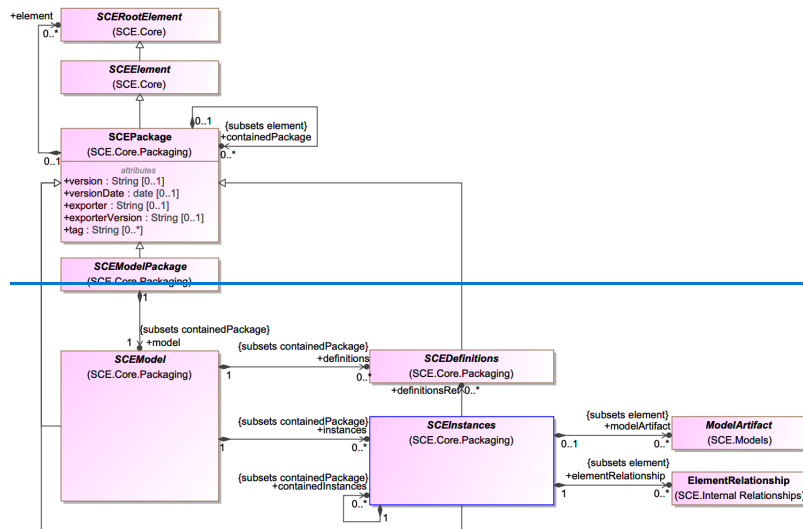 +element
0..*
SCERootElement
(SCE.Core)
SCEElement
(SCE.Core)
0..1
SCEPackage
(SCE.Core.Packaging)
0..1
{subsets element}
+containedPackage
0..*
attributes
+version : String [0..1]
+versionDate : date [0..1]
+exporter : String [0..1]
+exporterVersion : String [0..1]
+tag : String [0..*]
SCEModelPackage
(SCE.Core.Packaging)
1
{subsets containedPackage}
1 +model
SCEModel
(SCE.Core.Packaging)
{subsets containedPackage}
+definitions
1
0..*
SCEDefinitions
(SCE.Core.Packaging)
+definitionsRef 0..*
{subsets containedPackage}
+instances
1
0..*
SCEInstances
(SCE.Core.Packaging)
{subsets containedPackage}
+containedInstances
0..*
1
{subsets element}
+modelArtifact
0..1
0..*
ModelArtifact
(SCE.Models)
{subsets element}
+elementRelationship
1
0..*
ElementRelationship
(SCE.Internal Relationships)